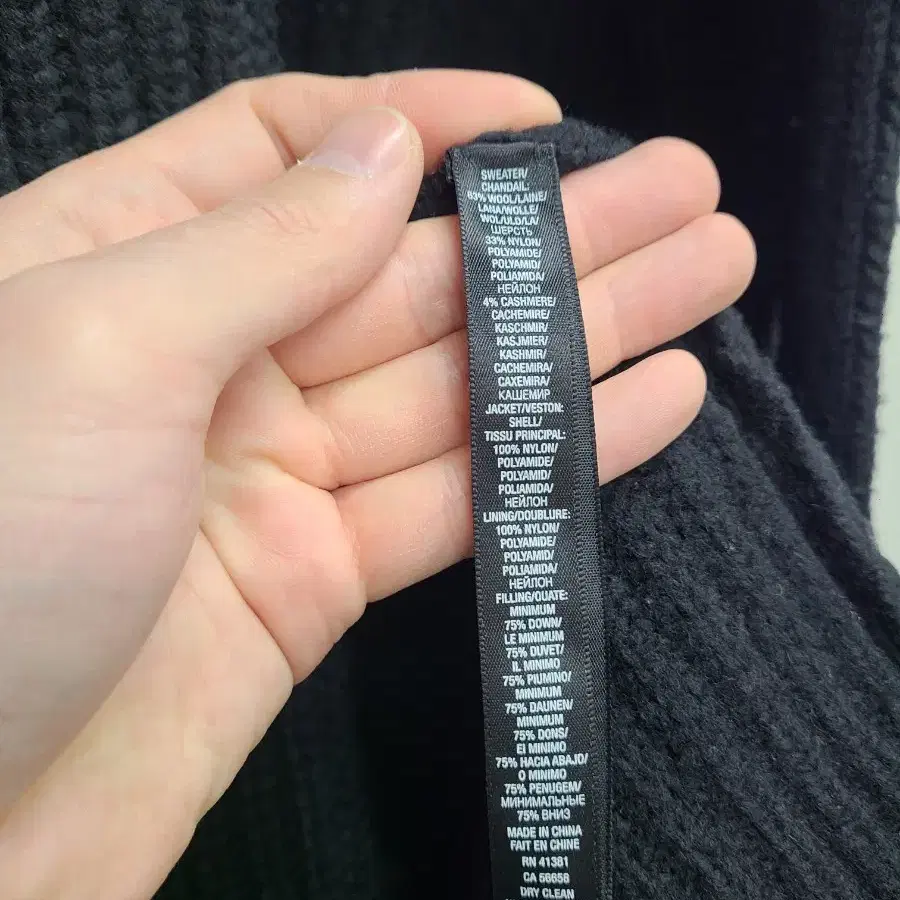 SWEATER/
CHANDAIL:
63% WOOL/LAINE/
LANA/WOLLE/
WOL/ULD/LÃ/
ШЕРСТЬ
33% NYLON/
POLYAMIDE/
POLYAMID/
POLIAMIDA/
НЕЙЛОН
4% CASHMERE/
CACHEMIRE/
KASCHMIR/
KASJMIER/
KASHMIR/
CACHEMIRA/
CAXEMIRA/
КАШЕМИР
JACKET/VESTON:
SHELL/
TISSU PRINCIPAL:
100% NYLON/
POLYAMIDE/
POLYAMID/
POLIAMIDA/
НЕЙЛОН
LINING/DOUBLURE:
100% NYLON/
POLYAMIDE/
POLYAMID/
POLIAMIDA/
НЕЙЛОН
FILLING/OUATE:
MINIMUM
75% DOWN/
LE MINIMUM
75% DUVET/
IL MINIMO
75% PIUMINO/
MINIMUM
75% DAUNEN/
MINIMUM
75% DONS/
EI MINIMO
75% HACIA ABAJO/
O MINIMO
75% PENUGEM/
МИНИМАЛЬНЫЕ
75% ВНИЗ
MADE IN CHINA
FAIT EN CHINE
RN 41381
CA 56658
DRY CLEAN